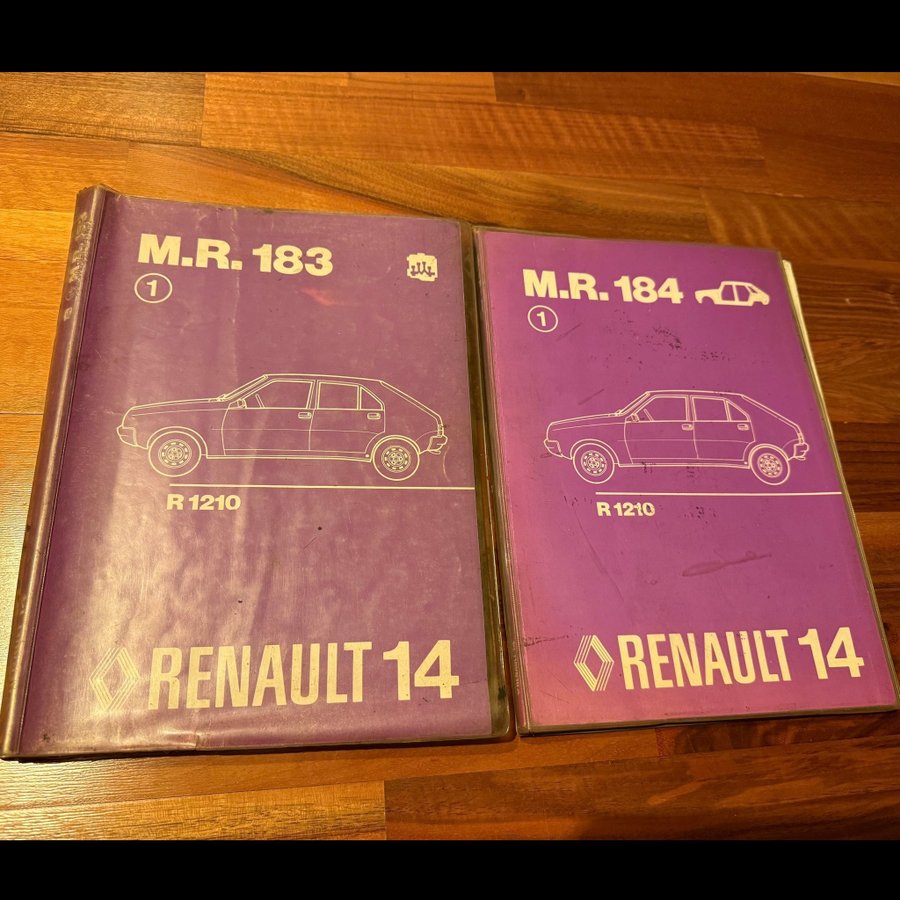 M.R. 183
1
R 1210
RENAULT 14
M.R. 184
1
R 1210
RENAULT 14